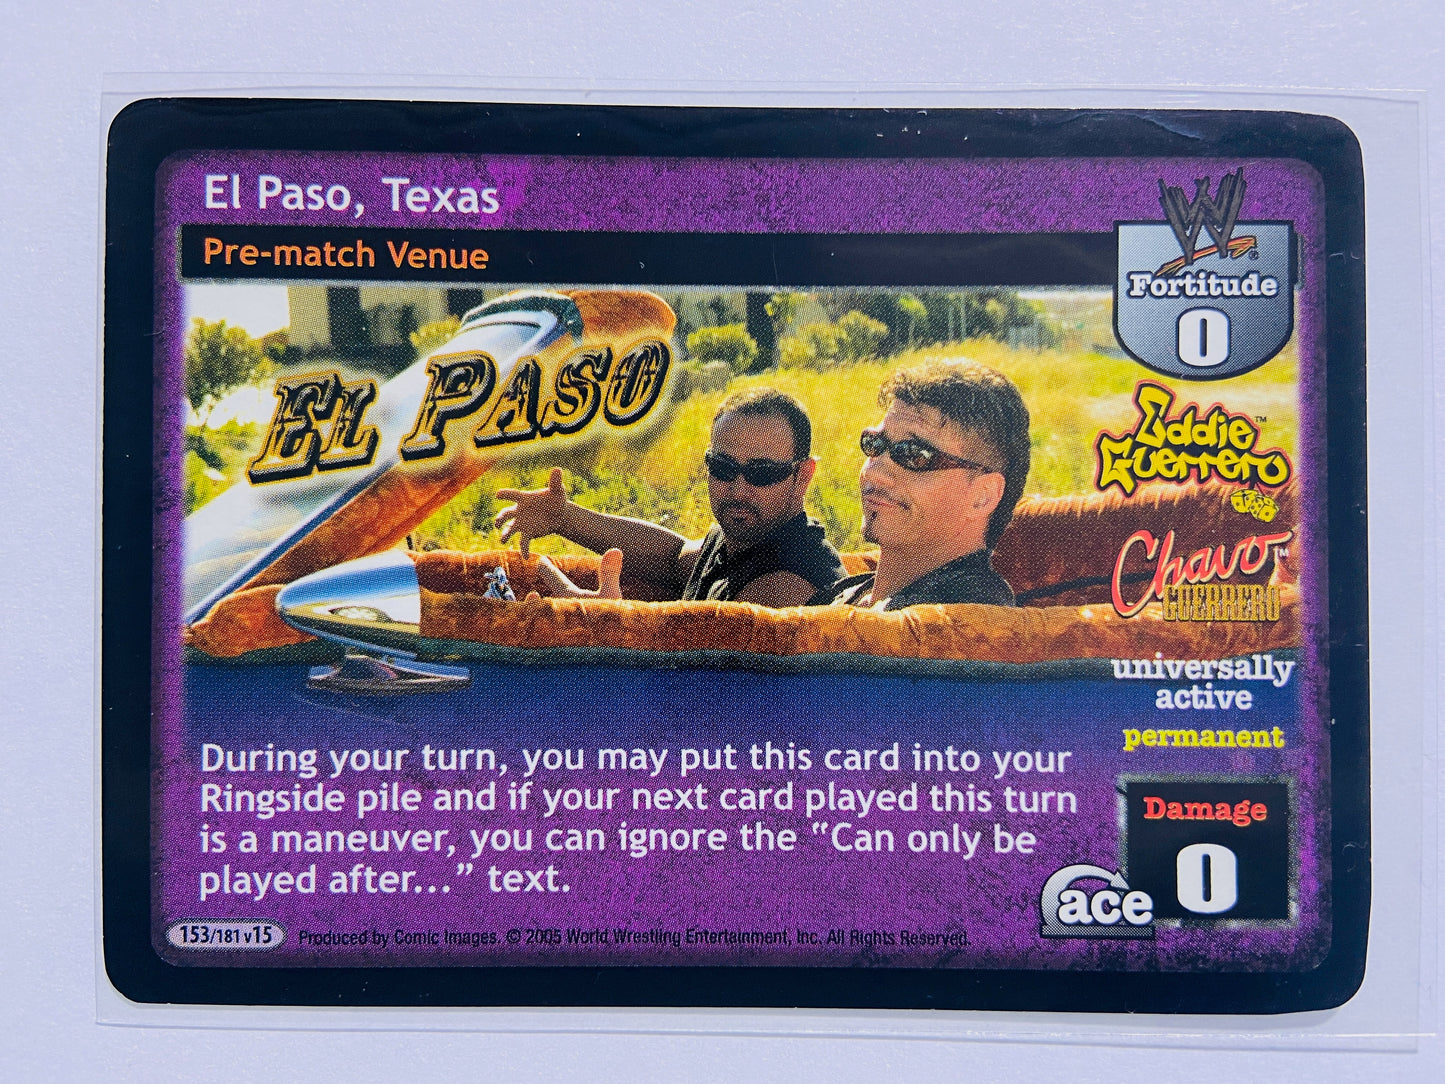 El Paso, Texas
Pre-match Venue
W
Fortitude
0
EL PASO
Eddie™
Guerrero
Chavo™
GUERRERO
universally
active
permanent
During your turn, you may put this card into your
Ringside pile and if your next card played this turn
is a maneuver, you can ignore the “Can only be
played after...” text.
Damage
0
ace
153/181 v15
Produced by Comic Images. © 2005 World Wrestling Entertainment, Inc. All Rights Reserved.